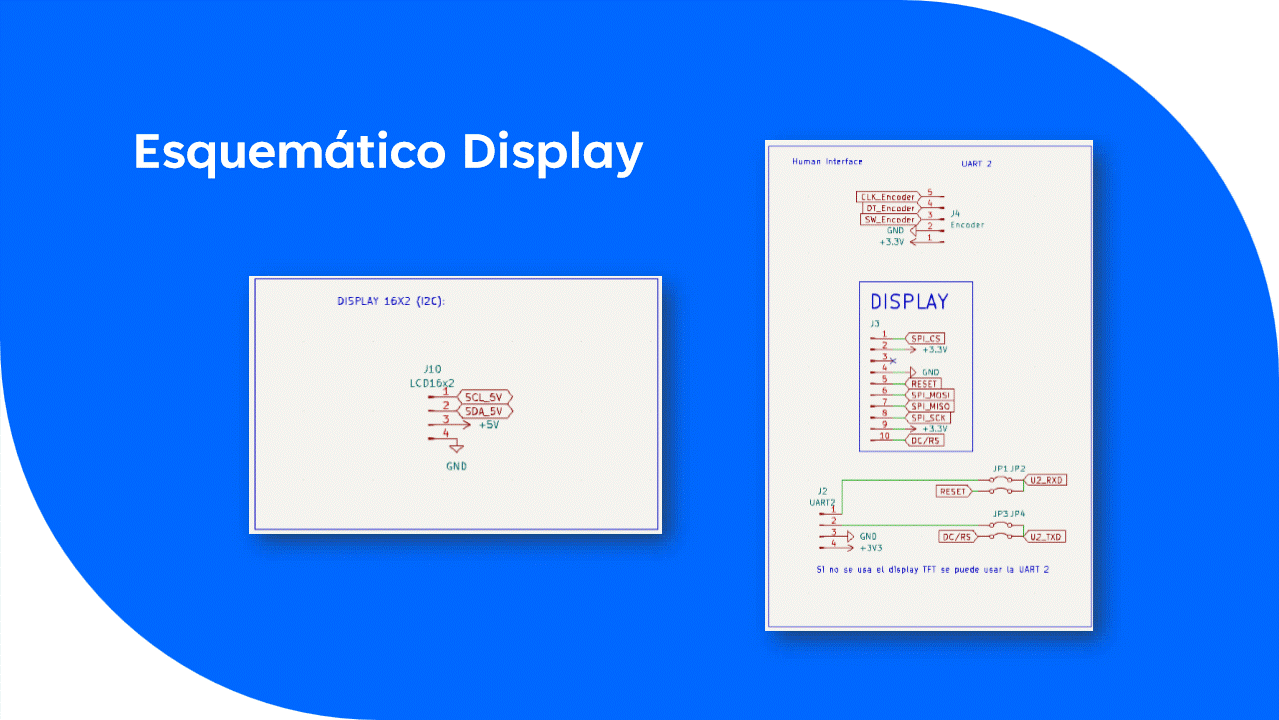 Esquemático Display
DISPLAY 16X2 (I2C):
J10
LCD16x2
1 SCL_5V
2 SDA_5V
3 +5V
4
GND
Human Interface UART 2
CLK_Encoder 5
DT_Encoder 4
SW_Encoder 3 J4
GND 2 Encoder
+3.3V 1
DISPLAY
J3
1 SPI_CS
2 +3.3V
3
4 GND
5 RESET
6 SPI_MOSI
7 SPI_MISO
8 SPI_SCK
9 +3.3V
10 DC/RS
JP1 JP2
U2_RXD
J2 RESET
UART2
1
JP3 JP4
2
3 GND DC/RS U2_TXD
4 +3V3
Si no se usa el display TFT se puede usar la UART 2